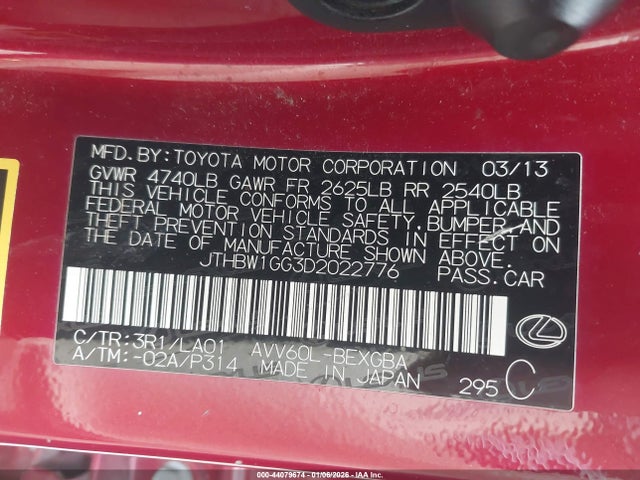 MFD. BY: TOYOTA MOTOR CORPORATION 03/13
GVWR 4740LB GAWR FR 2625LB RR 2540LB
THIS VEHICLE CONFORMS TO ALL APPLICABLE
FEDERAL MOTOR VEHICLE SAFETY, BUMPER, AND
THEFT PREVENTION STANDARDS IN EFFECT ON
THE DATE OF MANUFACTURE SHOWN ABOVE.
JTHBW1GG3D2022776 PASS. CAR
C/TR: 3R1/LA01 AVV60L-BEXGBA
A/TM: -02A/P314 MADE IN JAPAN 295 C
000-44079674 | 01/06/2026 | IAA Inc.